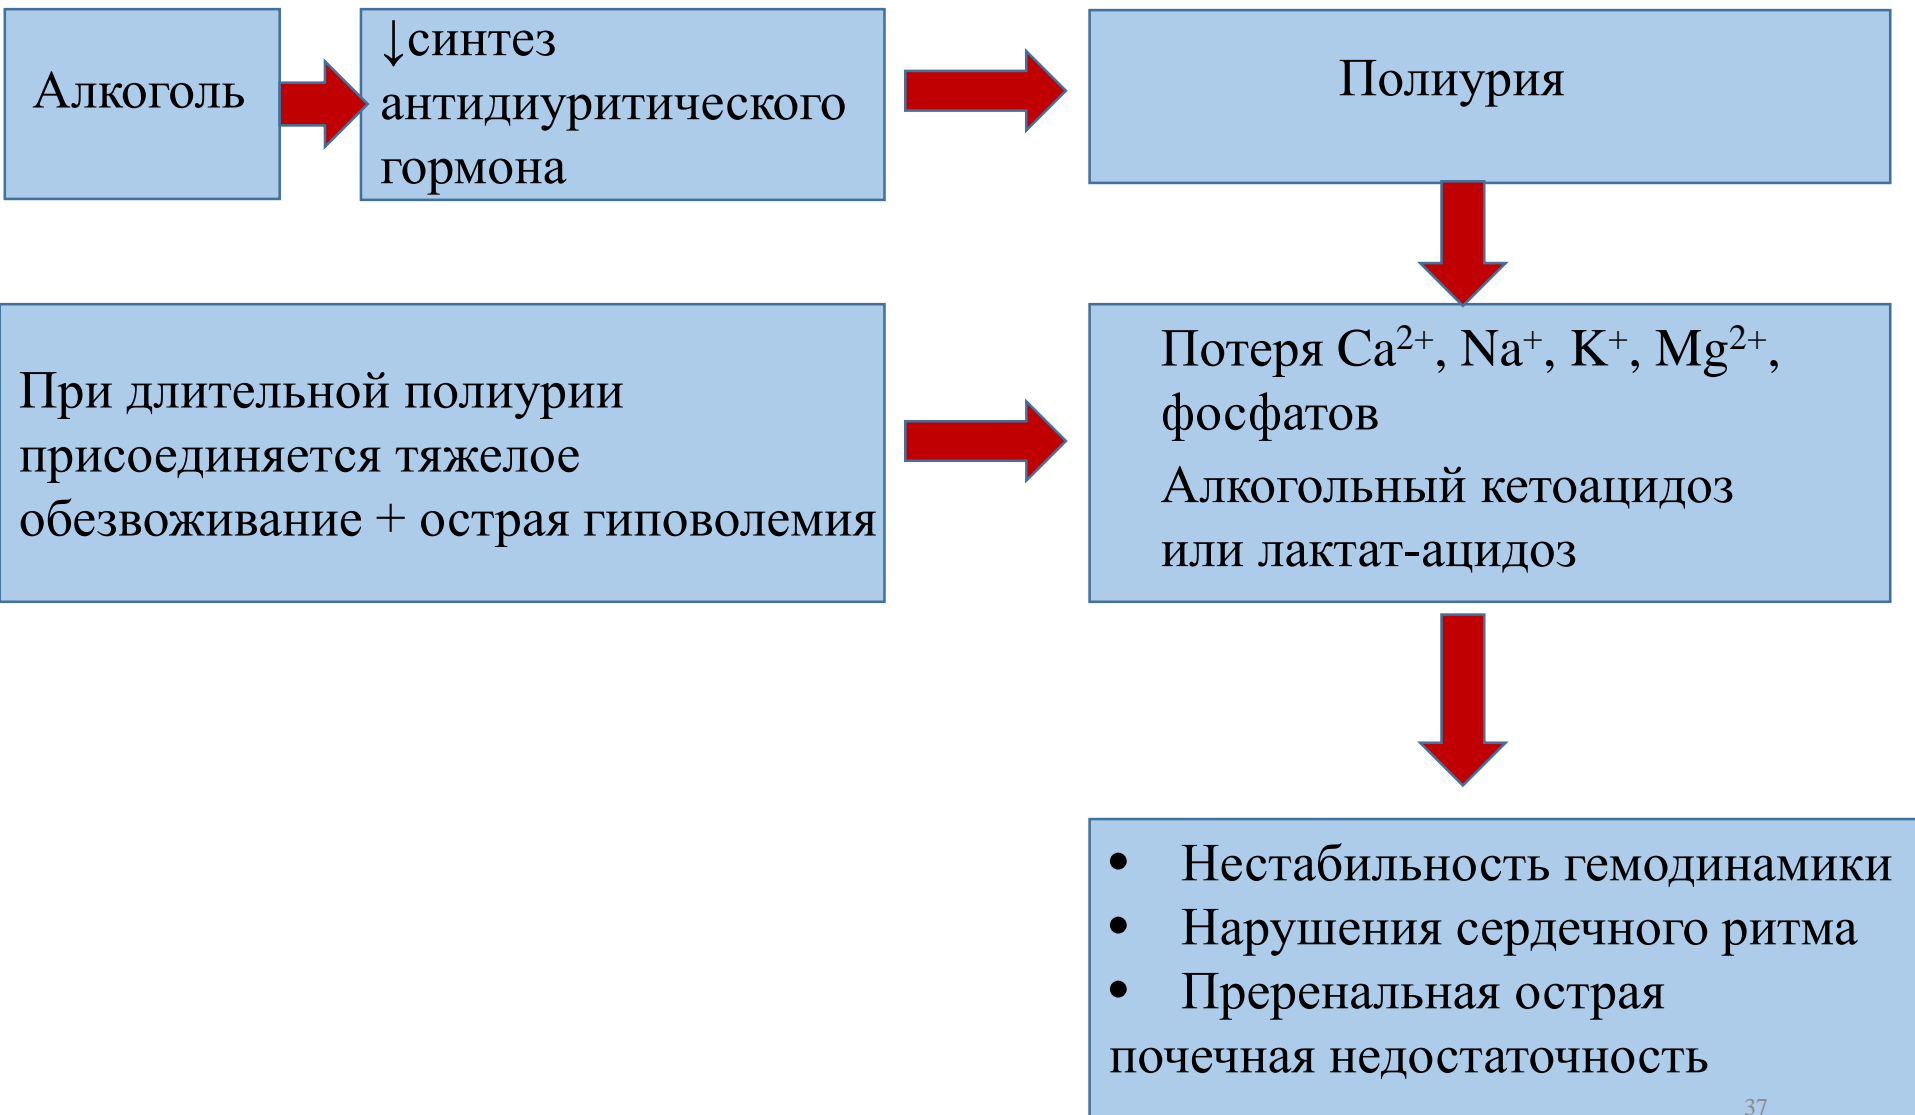 Алкоголь
↓синтез
антидиуритического
гормона
Полиурия
При длительной полиурии
присоединяется тяжелое
обезвоживание + острая гиповолемия
Потеря Ca²⁺, Na⁺, K⁺, Mg²⁺,
фосфатов
Алкогольный кетоацидоз
или лактат-ацидоз
• Нестабильность гемодинамики
• Нарушения сердечного ритма
• Преренальная острая
почечная недостаточность
37